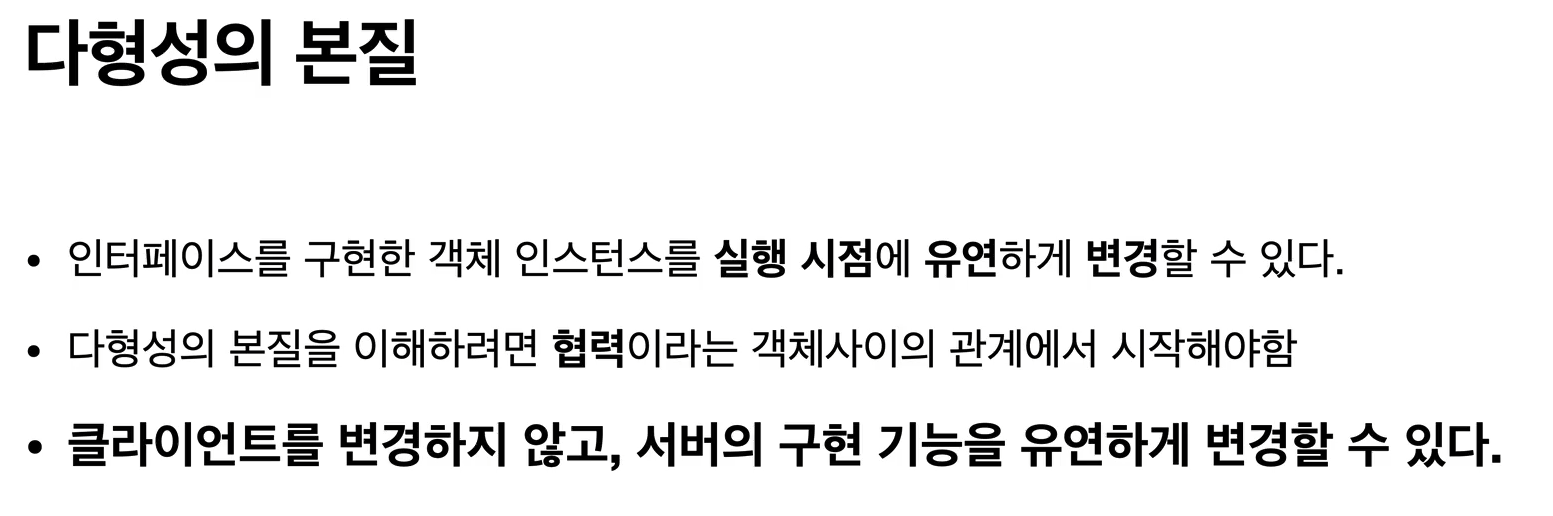 다형성의 본질
• 인터페이스를 구현한 객체 인스턴스를 실행 시점에 유연하게 변경할 수 있다.
• 다형성의 본질을 이해하려면 협력이라는 객체사이의 관계에서 시작해야함
• 클라이언트를 변경하지 않고, 서버의 구현 기능을 유연하게 변경할 수 있다.